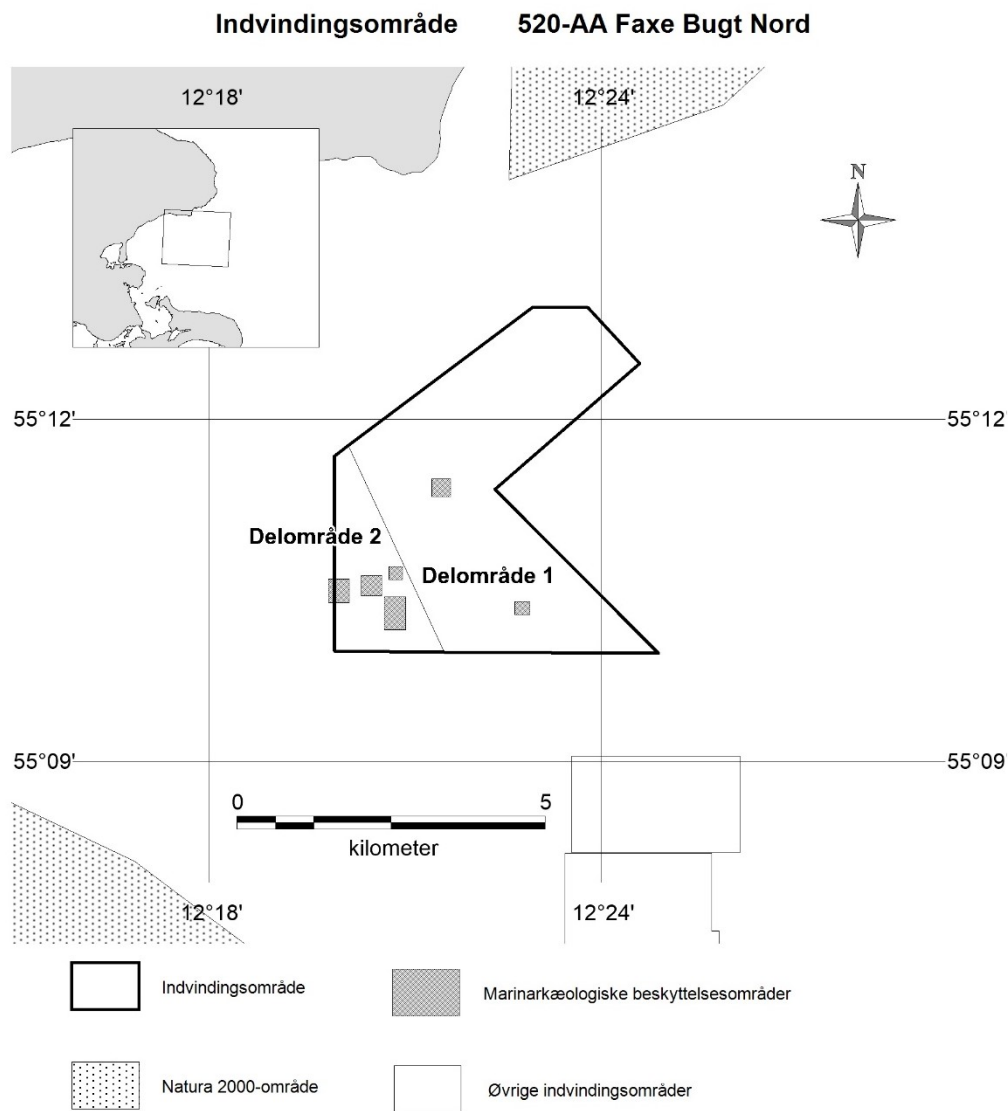 Indvindingsområde 520-AA Faxe Bugt Nord
12°18' 12°24'
N
55°12' 55°12'
Delområde 2
Delområde 1
55°09' 55°09'
0 5
kilometer
12°18' 12°24'
Indvindingsområde
Marinarkæologiske beskyttelsesområder
Natura 2000-område
Øvrige indvindingsområder